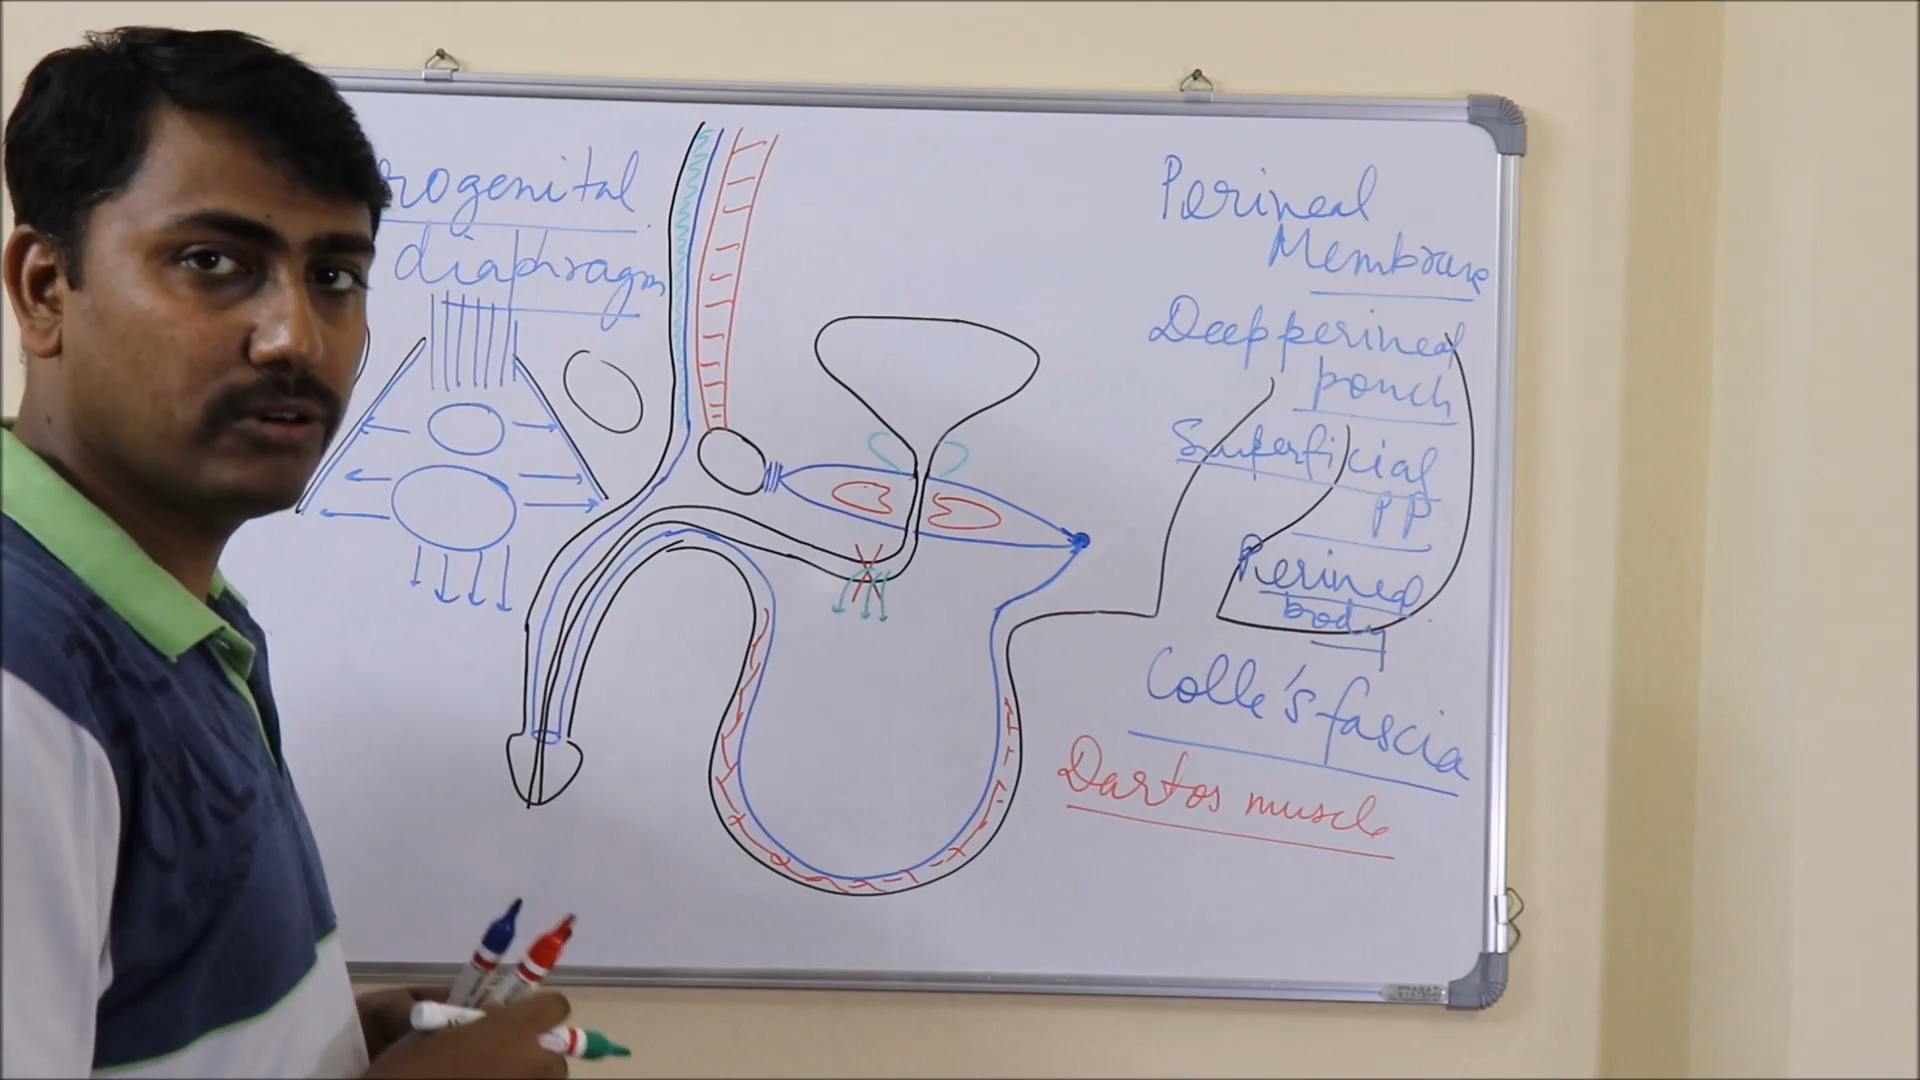 rogenital
diaphragm
Perineal
Membrane
Deep perineal
pouch
Superficial
PP
Perineal
body
Colle's fascia
Dartos muscle